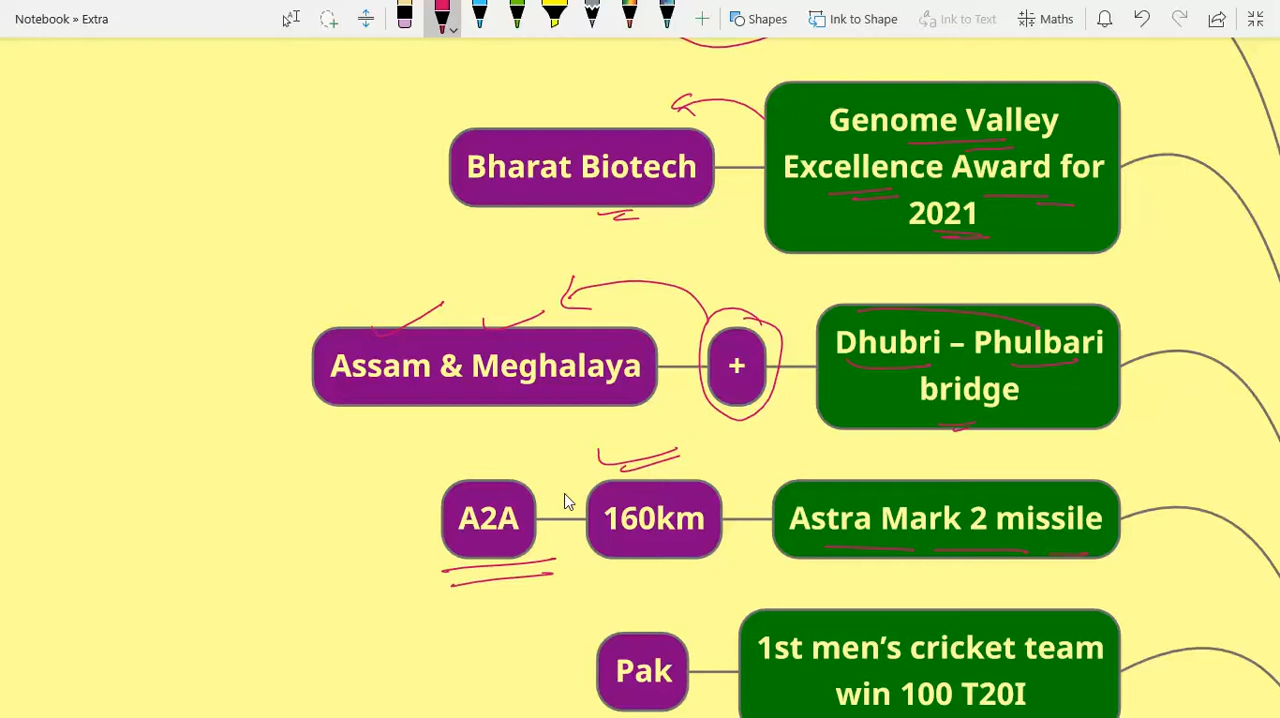 Notebook » Extra
Shapes
Ink to Shape
Ink to Text
Maths
Genome Valley
Excellence Award for
2021
Bharat Biotech
Dhubri – Phulbari
bridge
+
Assam & Meghalaya
Astra Mark 2 missile
160km
A2A
1st men’s cricket team
win 100 T20I
Pak